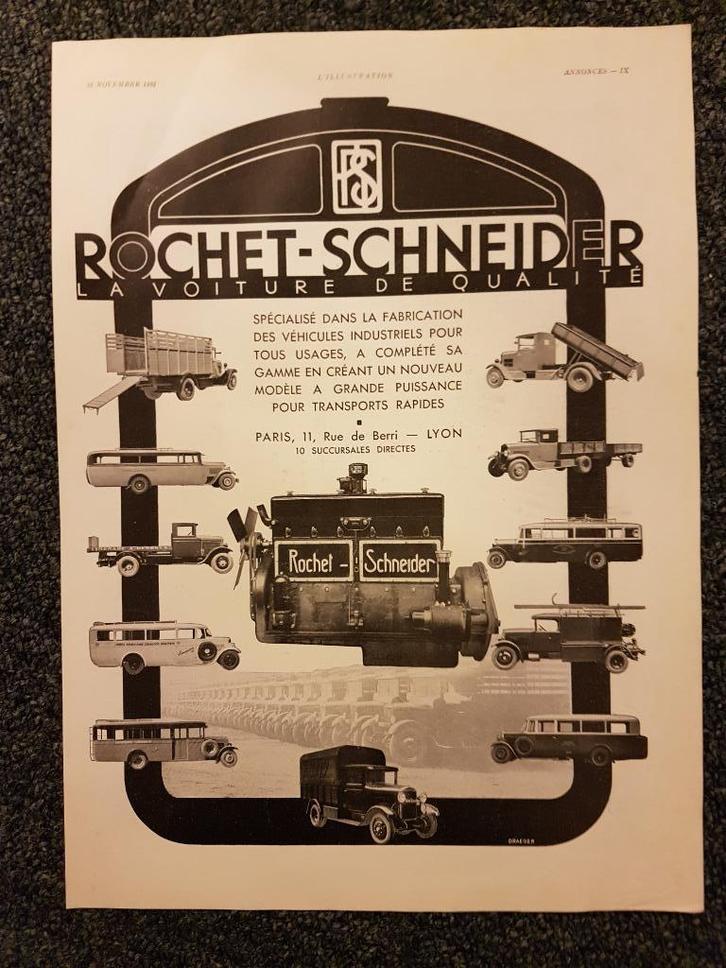 NOVEMBRE
L'ILLUSTRATION
ANNONCES — IX
RS
ROCHET-SCHNEIDER
LA VOITURE DE QUALITÉ
SPÉCIALISÉ DANS LA FABRICATION
DES VÉHICULES INDUSTRIELS POUR
TOUS USAGES, A COMPLÉTÉ SA
GAMME EN CRÉANT UN NOUVEAU
MODÈLE A GRANDE PUISSANCE
POUR TRANSPORTS RAPIDES
PARIS, 11, Rue de Berri — LYON
10 SUCCURSALES DIRECTES
Rochet - Schneider
DRAEGER